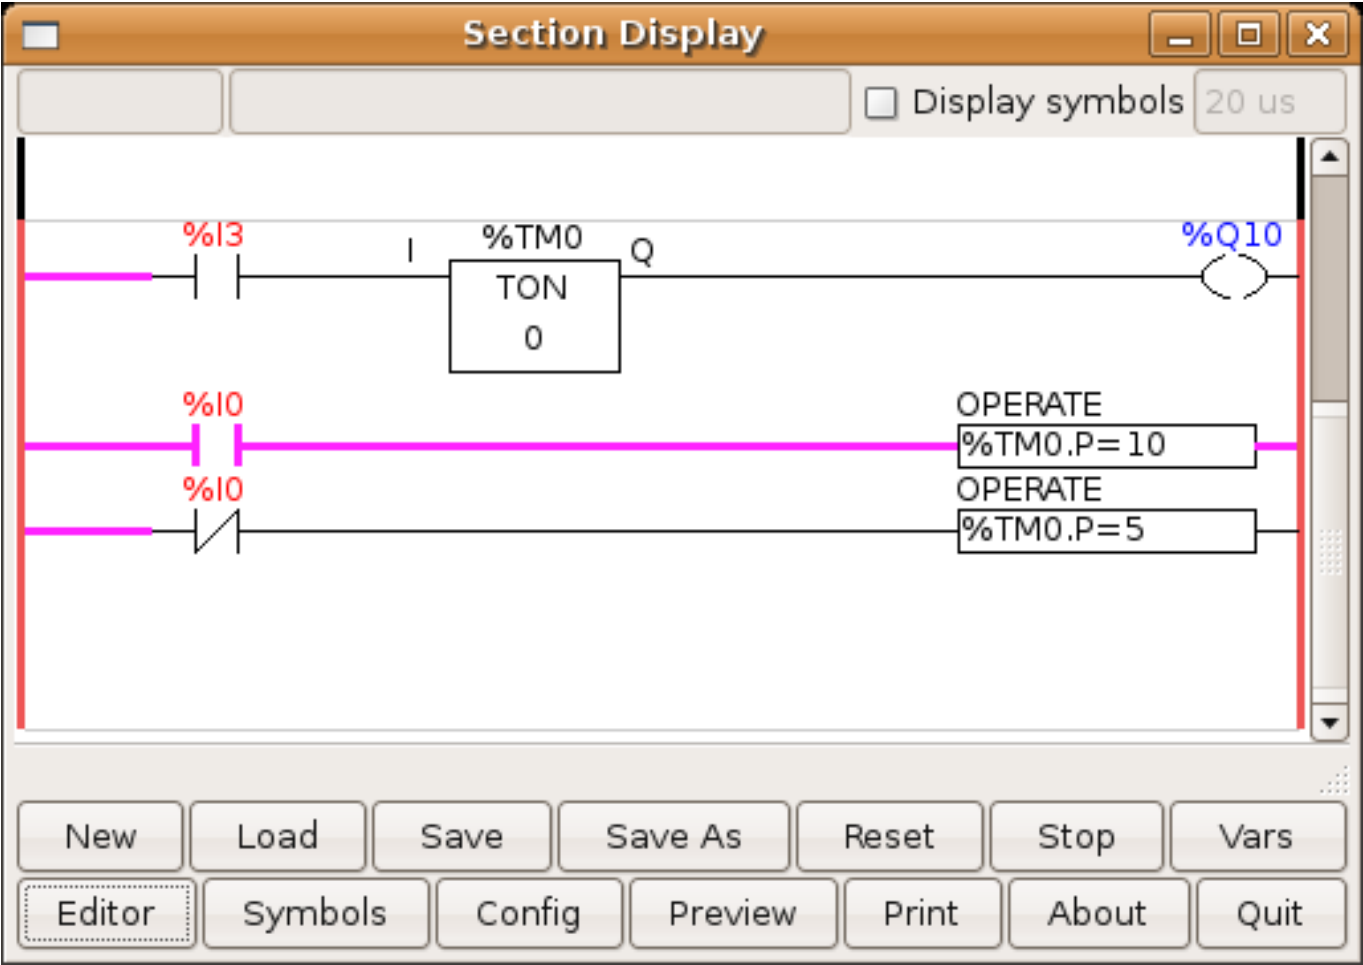 Section Display
Display symbols 20 us
%I3 I %TM0 Q %Q10
TON
0
%I0 OPERATE
%TM0.P=10
%I0 OPERATE
%TM0.P=5
New Load Save Save As Reset Stop Vars
Editor Symbols Config Preview Print About Quit